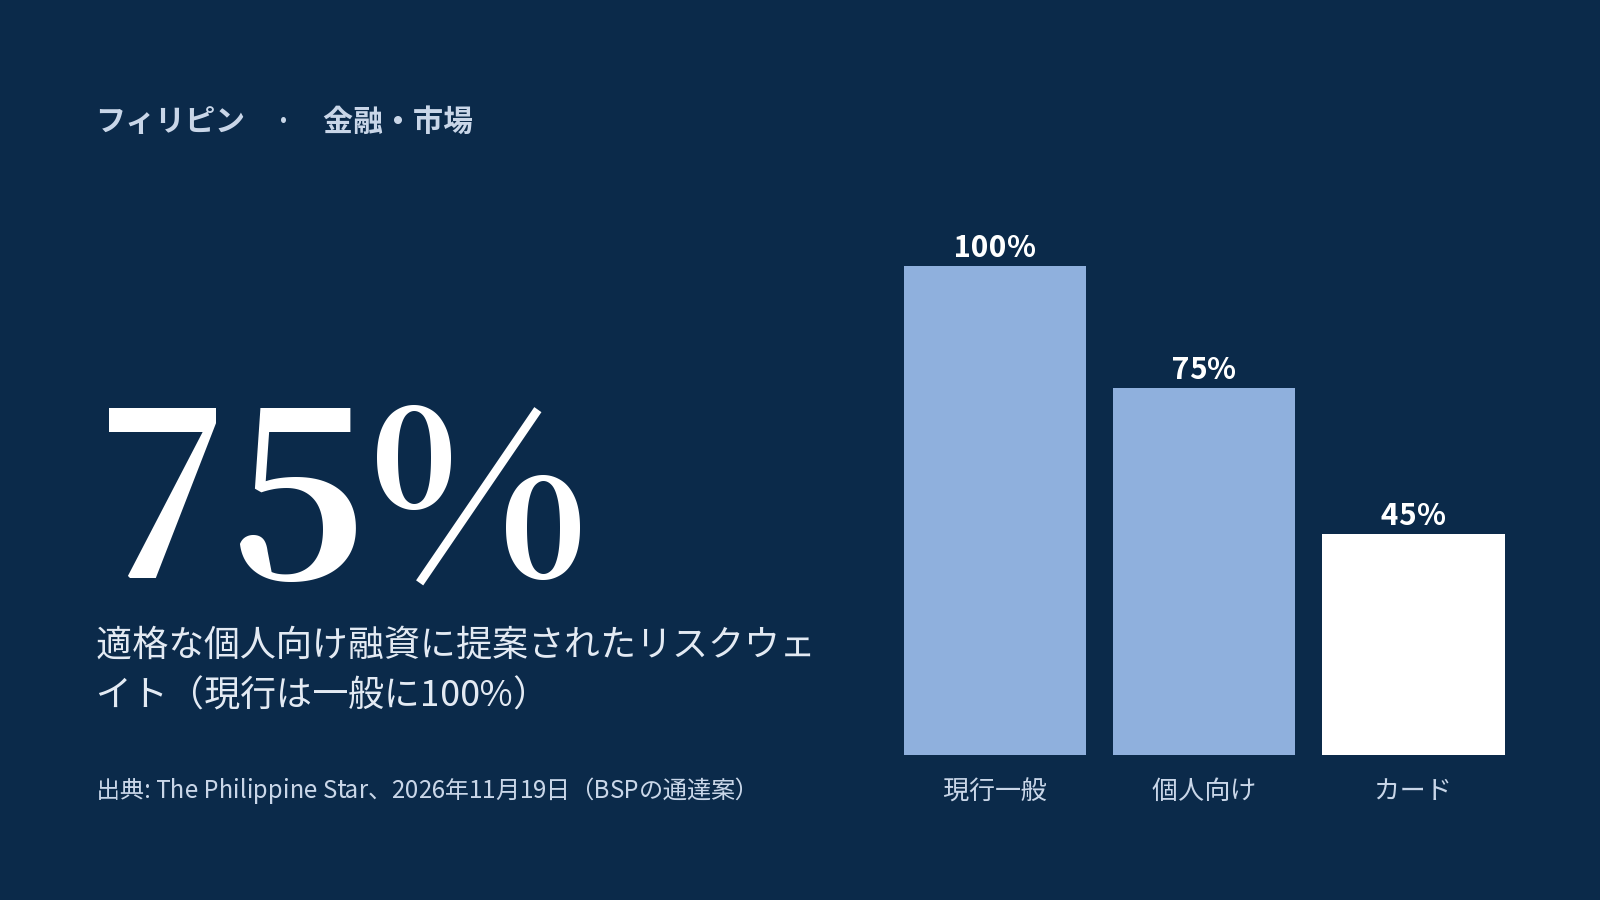 フィリピン ・ 金融・市場
75%
適格な個人向け融資に提案されたリスクウェ
イト（現行は一般に100%）
出典: The Philippine Star、2026年11月19日（BSPの通達案）
100%
75%
45%
現行一般
個人向け
カード